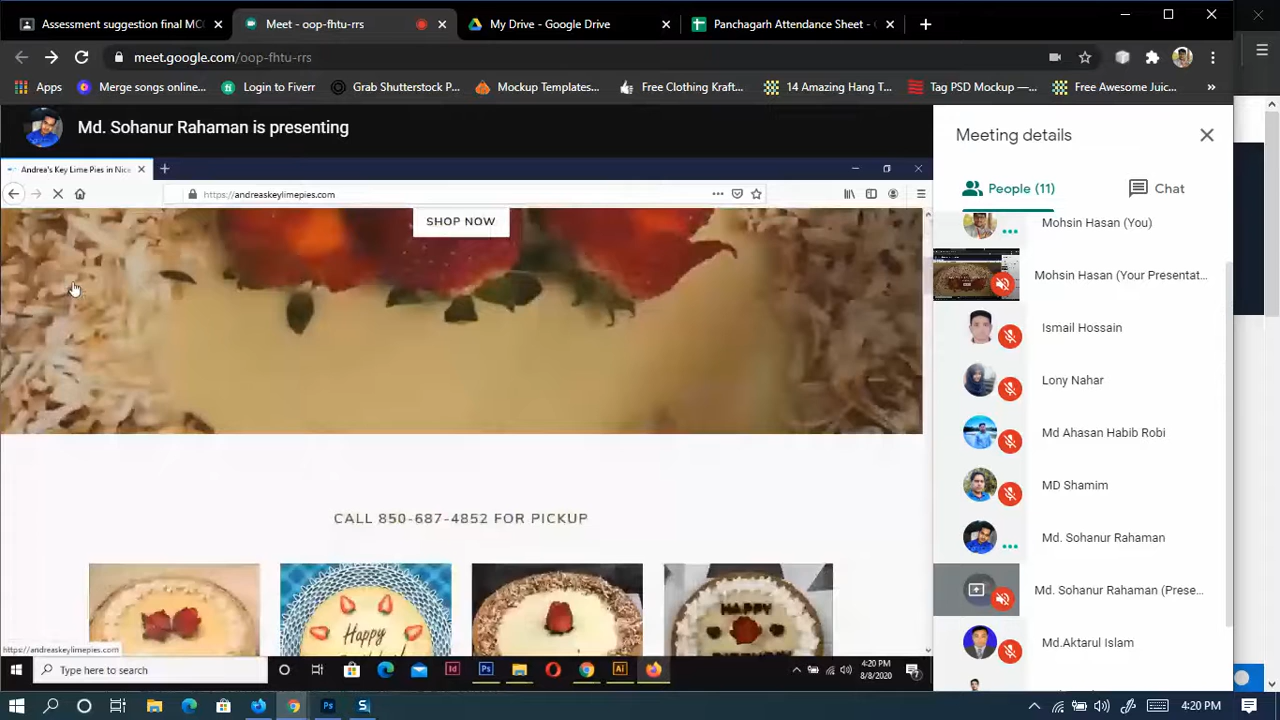 Assessment suggestion final MC
Meet - oop-fhtu-rrs
My Drive - Google Drive
Panchagarh Attendance Sheet - G
meet.google.com/oop-fhtu-rrs
Apps
Merge songs online...
Login to Fiverr
Grab Shutterstock P...
Mockup Templates...
Free Clothing Kraft...
14 Amazing Hang T...
Tag PSD Mockup —...
Free Awesome Juic...
»
Md. Sohanur Rahaman is presenting
Andrea's Key Lime Pies in Nice
https://andreaskeylimepies.com
SHOP NOW
CALL 850-687-4852 FOR PICKUP
Happy
HAPPY
https://andreaskeylimepies.com
Type here to search
4:20 PM
8/8/2020
Meeting details
People (11)
Chat
Mohsin Hasan (You)
Mohsin Hasan (Your Presentat...
Ismail Hossain
Lony Nahar
Md Ahasan Habib Robi
MD Shamim
Md. Sohanur Rahaman
Md. Sohanur Rahaman (Prese...
Md.Aktarul Islam
4:20 PM